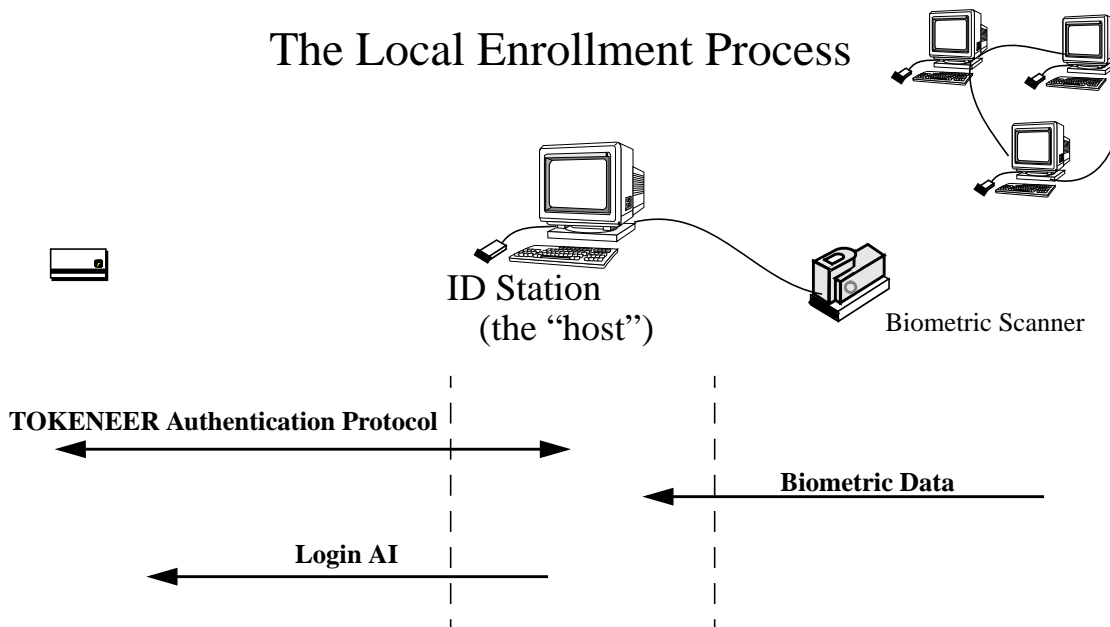 The Local Enrollment Process
ID Station
(the “host”)
Biometric Scanner
TOKENEER Authentication Protocol
Biometric Data
Login AI